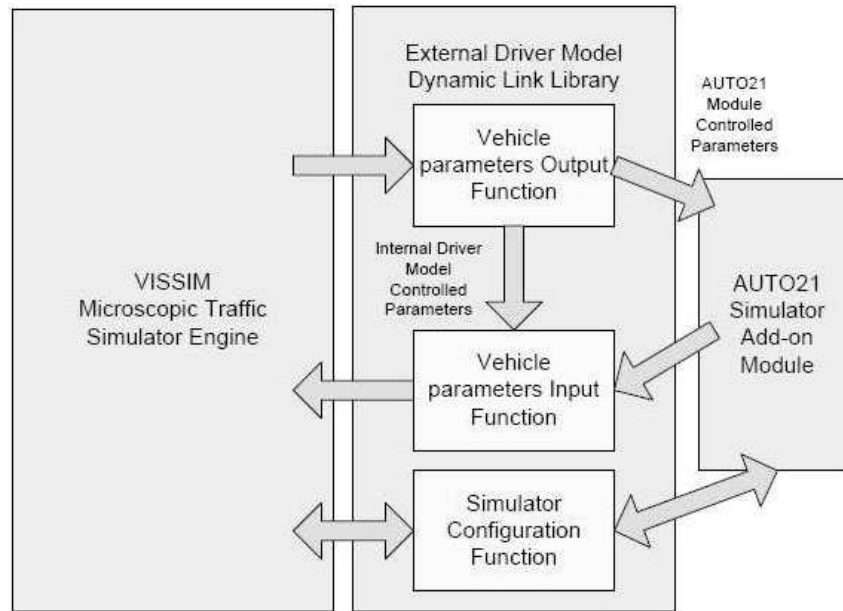 External Driver Model
Dynamic Link Library
AUTO21
Module
Controlled
Parameters
Vehicle
parameters Output
Function
Internal Driver
Model
Controlled
Parameters
VISSIM
Microscopic Traffic
Simulator Engine
AUTO21
Simulator
Add-on
Module
Vehicle
parameters Input
Function
Simulator
Configuration
Function